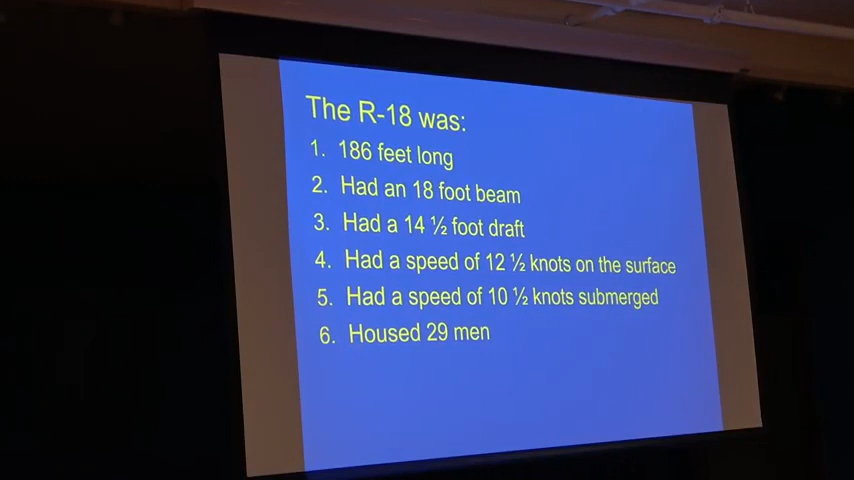 The R-18 was:
1. 186 feet long
2. Had an 18 foot beam
3. Had a 14 ½ foot draft
4. Had a speed of 12 ½ knots on the surface
5. Had a speed of 10 ½ knots submerged
6. Housed 29 men